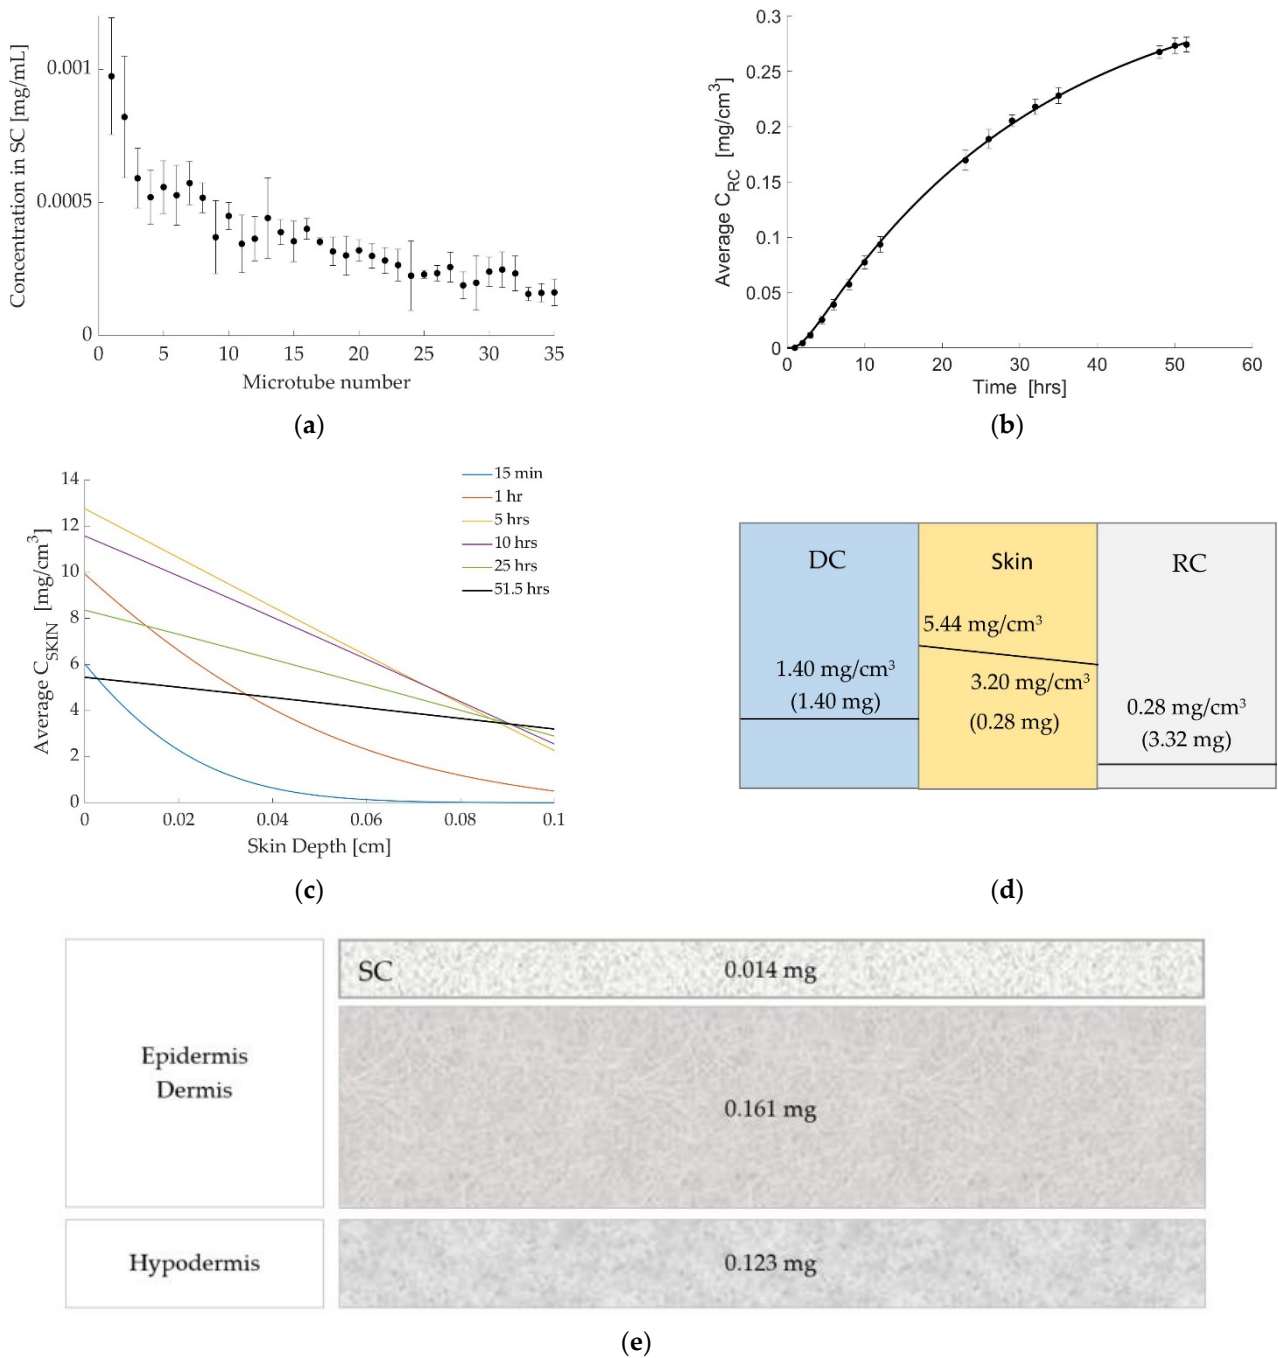 Concentration in SC [mg/mL]
0.001
0.0005
0
0 5 10 15 20 25 30 35
Microtube number
(a)
Average C_RC [mg/cm³]
0.3
0.25
0.2
0.15
0.1
0.05
0
0 10 20 30 40 50 60
Time [hrs]
(b)
Average C_SKIN [mg/cm³]
14
12
10
8
6
4
2
0
0 0.02 0.04 0.06 0.08 0.1
Skin Depth [cm]
15 min
1 hr
5 hrs
10 hrs
25 hrs
51.5 hrs
(c)
DC
1.40 mg/cm³
(1.40 mg)
Skin
5.44 mg/cm³
3.20 mg/cm³
(0.28 mg)
RC
0.28 mg/cm³
(3.32 mg)
(d)
Epidermis
Dermis
SC
0.014 mg
0.161 mg
Hypodermis
0.123 mg
(e)